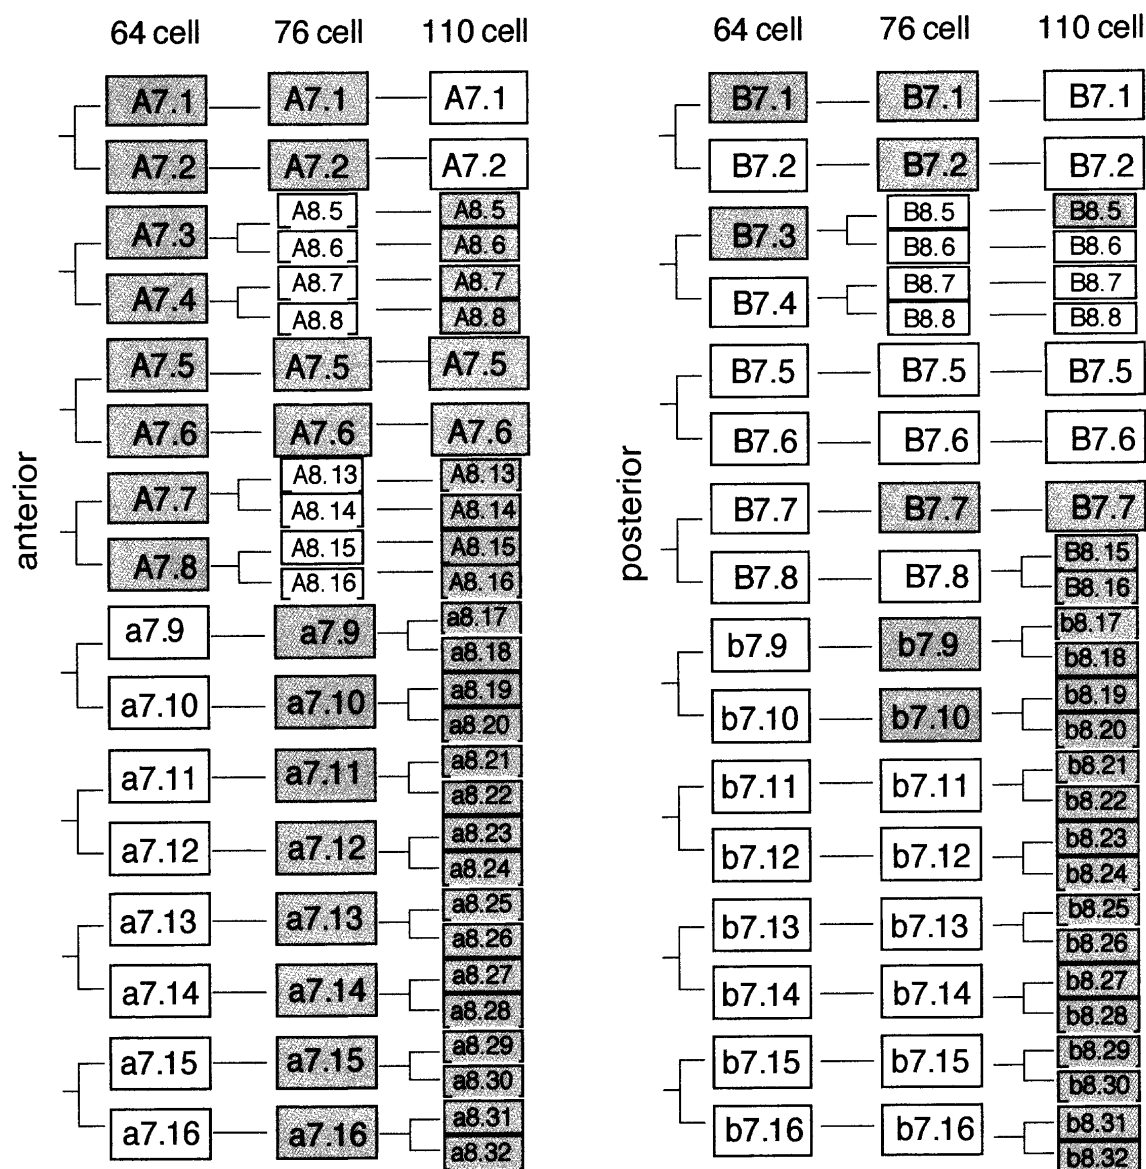 64 cell 76 cell 110 cell 64 cell 76 cell 110 cell
anterior
A7.1 A7.1 A7.1
A7.2 A7.2 A7.2
A7.3 A8.5 A8.5
A8.6 A8.6
A7.4 A8.7 A8.7
A8.8 A8.8
A7.5 A7.5 A7.5
A7.6 A7.6 A7.6
A7.7 A8.13 A8.13
A8.14 A8.14
A7.8 A8.15 A8.15
A8.16 A8.16
a7.9 a7.9 a8.17
a8.18
a7.10 a7.10 a8.19
a8.20
a7.11 a7.11 a8.21
a8.22
a7.12 a7.12 a8.23
a8.24
a7.13 a7.13 a8.25
a8.26
a7.14 a7.14 a8.27
a8.28
a7.15 a7.15 a8.29
a8.30
a7.16 a7.16 a8.31
a8.32
posterior
B7.1 B7.1 B7.1
B7.2 B7.2 B7.2
B7.3 B8.5 B8.5
B8.6 B8.6
B7.4 B8.7 B8.7
B8.8 B8.8
B7.5 B7.5 B7.5
B7.6 B7.6 B7.6
B7.7 B7.7 B7.7
B7.8 B7.8 B8.15
B8.16
b7.9 b7.9 b8.17
b8.18
b7.10 b7.10 b8.19
b8.20
b7.11 b7.11 b8.21
b8.22
b7.12 b7.12 b8.23
b8.24
b7.13 b7.13 b8.25
b8.26
b7.14 b7.14 b8.27
b8.28
b7.15 b7.15 b8.29
b8.30
b7.16 b7.16 b8.31
b8.32